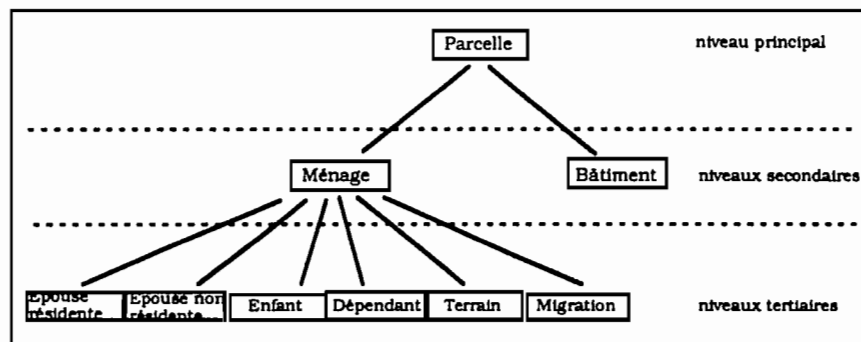 Parcelle niveau principal
Ménage Bâtiment niveaux secondaires
Epouse résidente.. Epouse non résidente... Enfant Dépendant Terrain Migration niveaux tertiaires